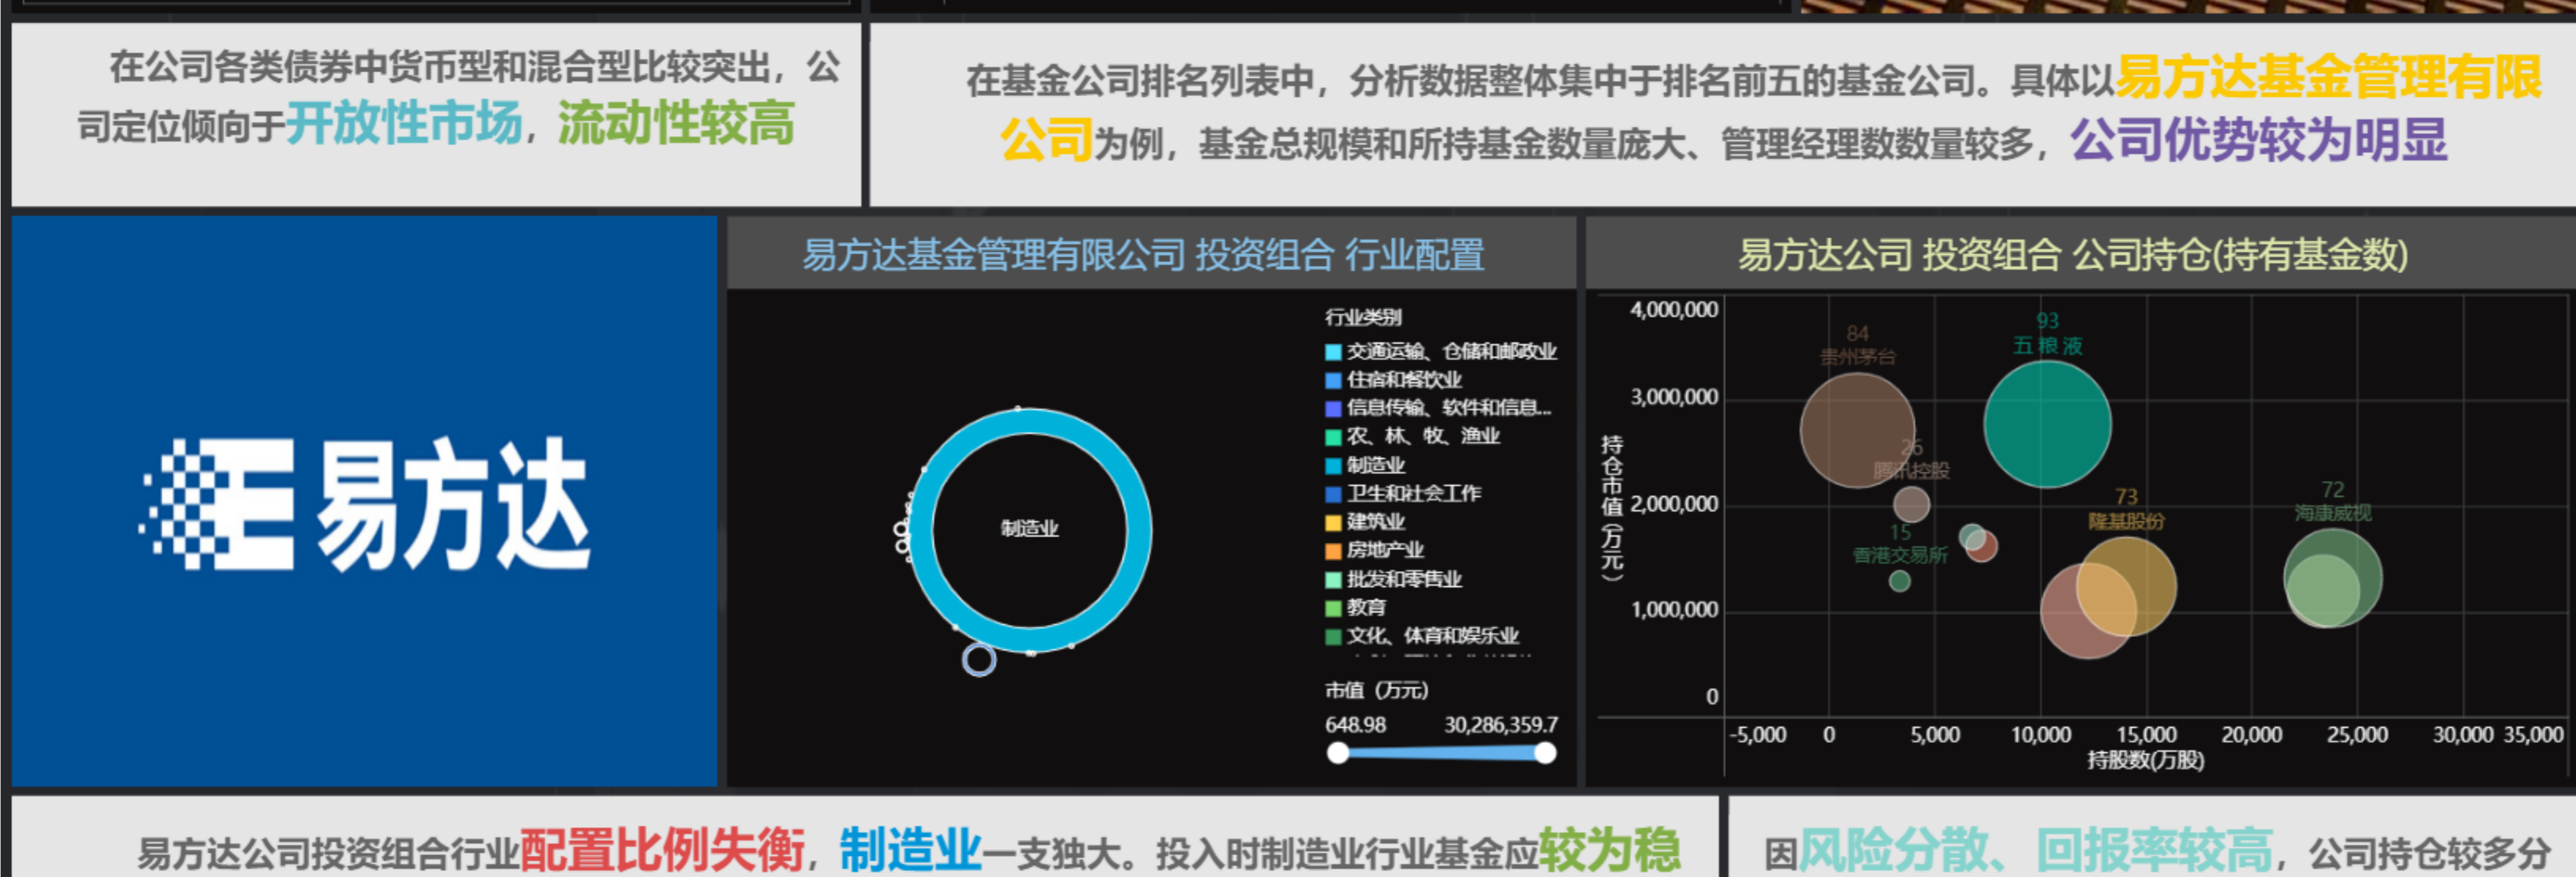 在公司各类债券中货币型和混合型比较突出，公
司定位倾向于开放性市场，流动性较高
在基金公司排名列表中，分析数据整体集中于排名前五的基金公司。具体以易方达基金管理有限
公司为例，基金总规模和所持基金数量庞大、管理经理数数量较多，公司优势较为明显
易方达
易方达基金管理有限公司 投资组合 行业配置
制造业
行业类别
交通运输、仓储和邮政业
住宿和餐饮业
信息传输、软件和信息...
农、林、牧、渔业
制造业
卫生和社会工作
建筑业
房地产业
批发和零售业
教育
文化、体育和娱乐业
市值（万元）
648.98 30,286,359.7
易方达公司 投资组合 公司持仓(持有基金数)
持仓市值（万元）
4,000,000
3,000,000
2,000,000
1,000,000
0
84
贵州茅台
93
五 粮 液
26
腾讯控股
15
香港交易所
73
隆基股份
72
海康威视
-5,000 0 5,000 10,000 15,000 20,000 25,000 30,000 35,000
持股数(万股)
易方达公司投资组合行业配置比例失衡，制造业一支独大。投入时制造业行业基金应较为稳
因风险分散、回报率较高，公司持仓较多分